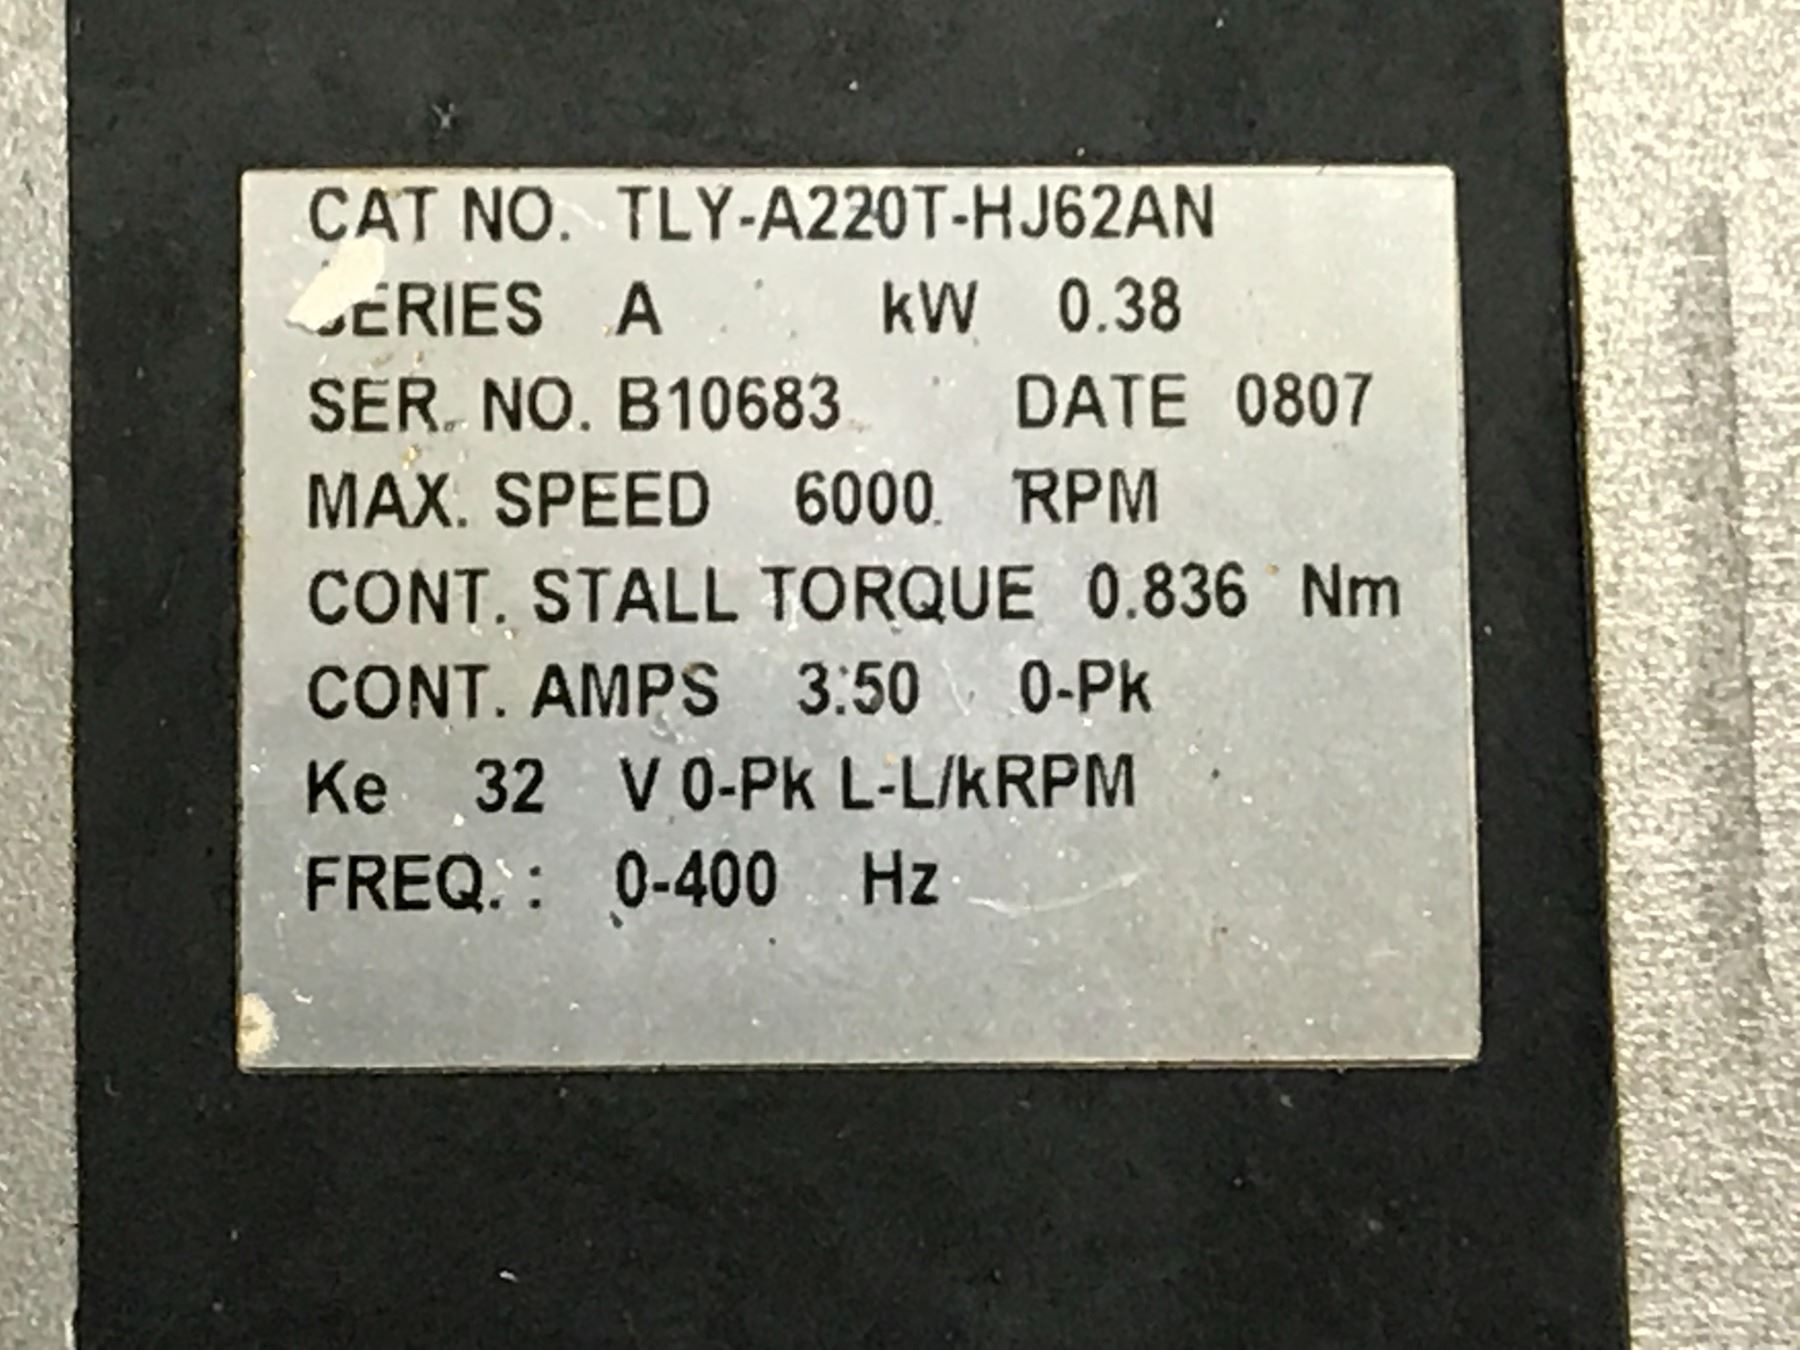 CAT NO. TLY-A220T-HJ62AN
SERIES A kW 0.38
SER. NO. B10683 DATE 0807
MAX. SPEED 6000 RPM
CONT. STALL TORQUE 0.836 Nm
CONT. AMPS 3.50 0-Pk
Ke 32 V 0-Pk L-L/kRPM
FREQ. : 0-400 Hz